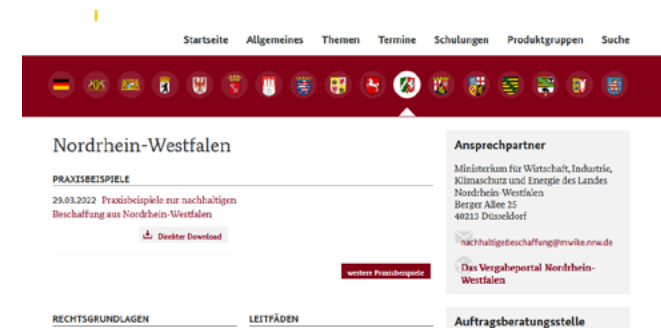 Startseite Allgemeines Themen Termine Schulungen Produktgruppen Suche
Nordrhein-Westfalen
PRAXISBEISPIELE
29.03.2022 Praxisbeispiele zur nachhaltigen
Beschaffung aus Nordrhein-Westfalen
Direkter Download
weitere Praxisbeispiele
RECHTSGRUNDLAGEN
LEITFÄDEN
Ansprechpartner
Ministerium für Wirtschaft, Industrie,
Klimaschutz und Energie des Landes
Nordrhein-Westfalen
Berger Allee 25
40213 Düsseldorf
nachhaltigeBeschaffung@mwike.nrw.de
Das Vergabeportal Nordrhein-
Westfalen
Auftragsberatungsstelle